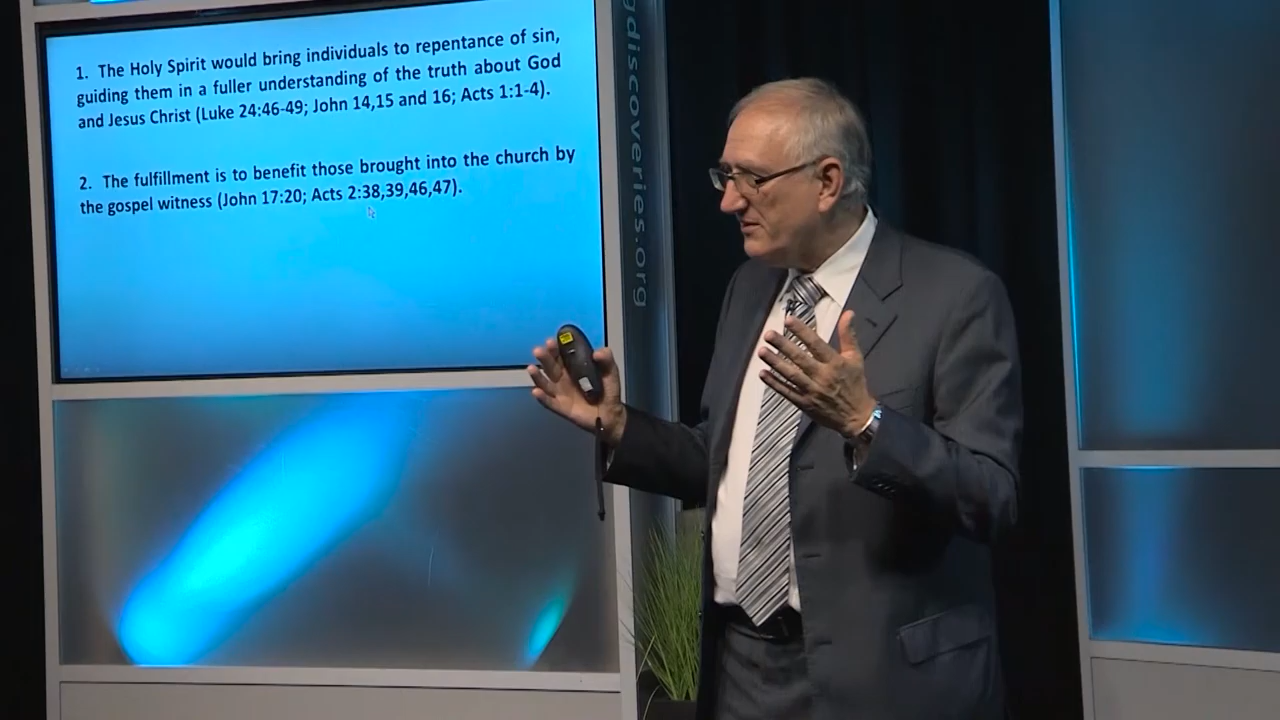 1. The Holy Spirit would bring individuals to repentance of sin,
guiding them in a fuller understanding of the truth about God
and Jesus Christ (Luke 24:46-49; John 14,15 and 16; Acts 1:1-4).
2. The fulfillment is to benefit those brought into the church by
the gospel witness (John 17:20; Acts 2:38,39,46,47).
gdiscoveries.org